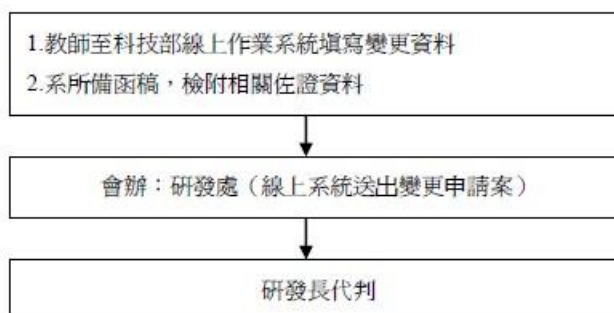 1.教師至科技部線上作業系統填寫變更資料
2.系所備函稿，檢附相關佐證資料
會辦：研發處（線上系統送出變更申請案）
研發長代判